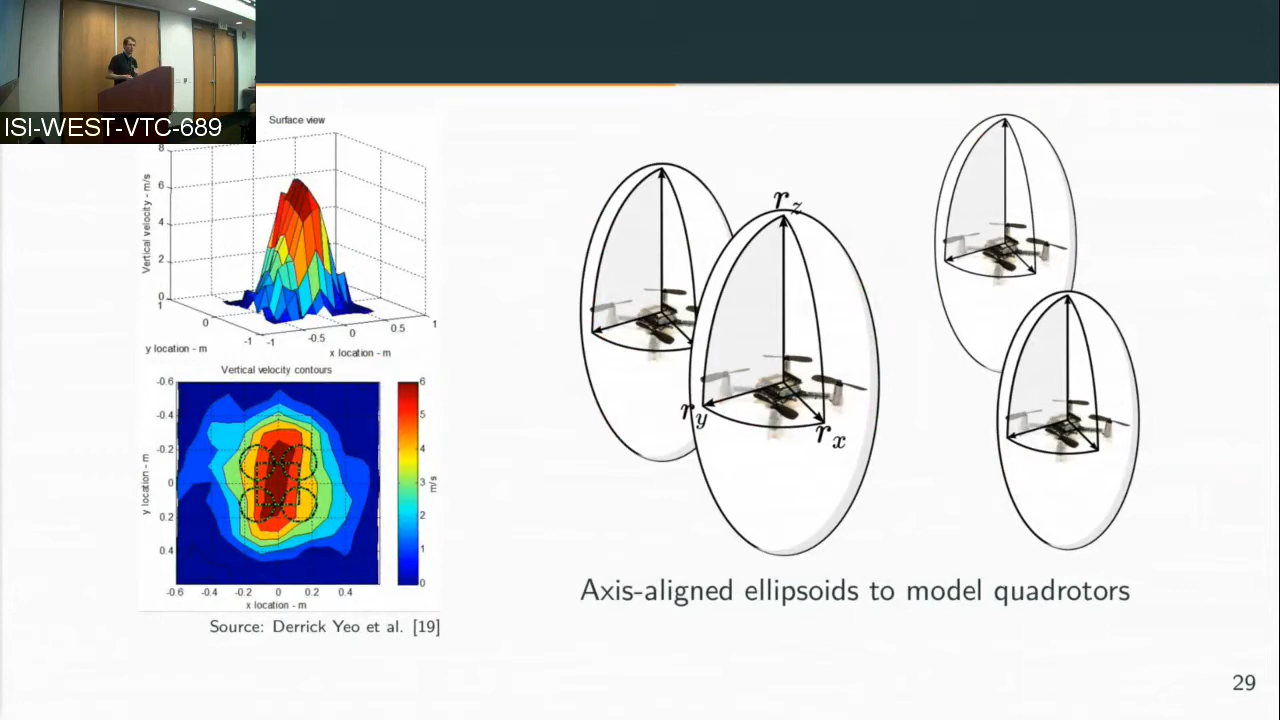 ISI-WEST-VTC-689
Surface view
8
6
4
2
0
Vertical velocity - m/s
1
0
-1
y location - m
-1
-0.5
0
0.5
1
x location - m
Vertical velocity contours
-0.6
-0.4
-0.2
0
0.2
0.4
y location - m
-0.6
-0.4
-0.2
0
0.2
0.4
x location - m
6
5
4
3
2
1
0
m/s
Source: Derrick Yeo et al. [19]
r_z
r_y
r_x
Axis-aligned ellipsoids to model quadrotors
29